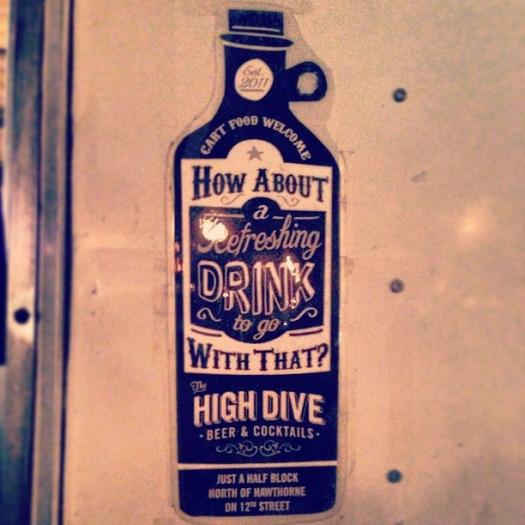 Est.
2011
CART FOOD WELCOME
HOW ABOUT
a
Refreshing
DRINK
to go
WITH THAT?
The
HIGH DIVE
· BEER & COCKTAILS ·
JUST A HALF BLOCK
NORTH OF HAWTHORNE
ON 12TH STREET